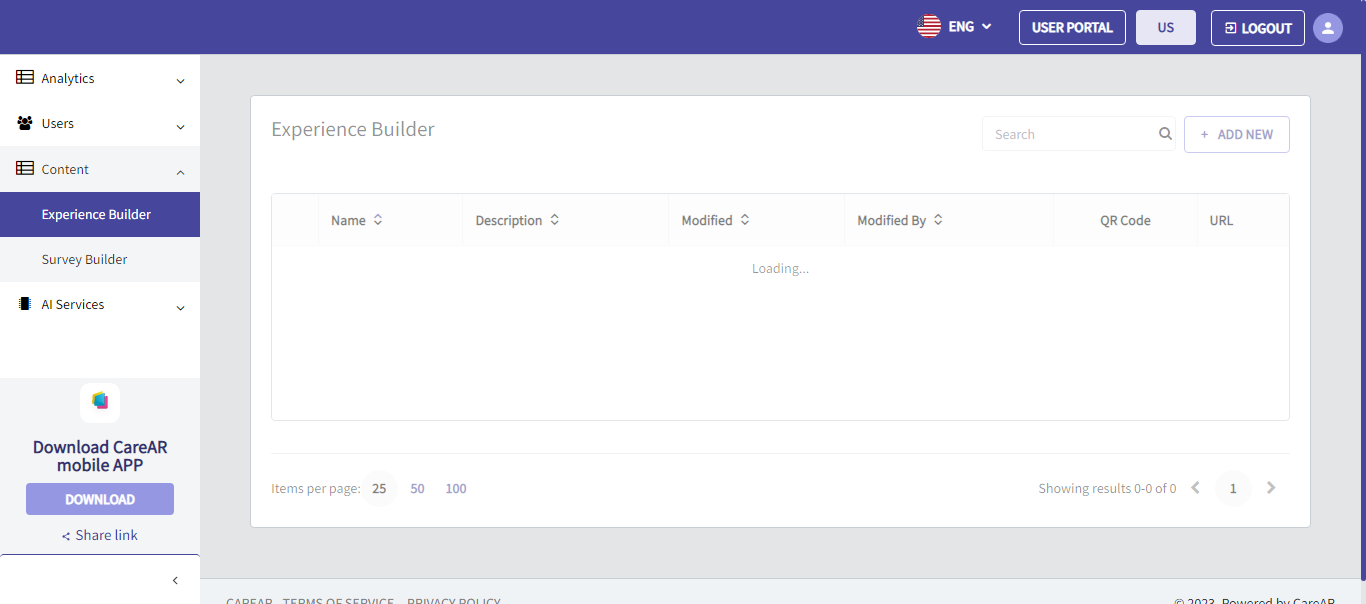 ENG
USER PORTAL
US
LOGOUT
Analytics
Users
Content
Experience Builder
Survey Builder
AI Services
Download CareAR
mobile APP
DOWNLOAD
Share link
Experience Builder
Search
+ ADD NEW
Name
Description
Modified
Modified By
QR Code
URL
Loading...
Items per page: 25 50 100
Showing results 0-0 of 0
1
CAREAR TERMS OF SERVICE PRIVACY POLICY
© 2023, Powered by CareAR